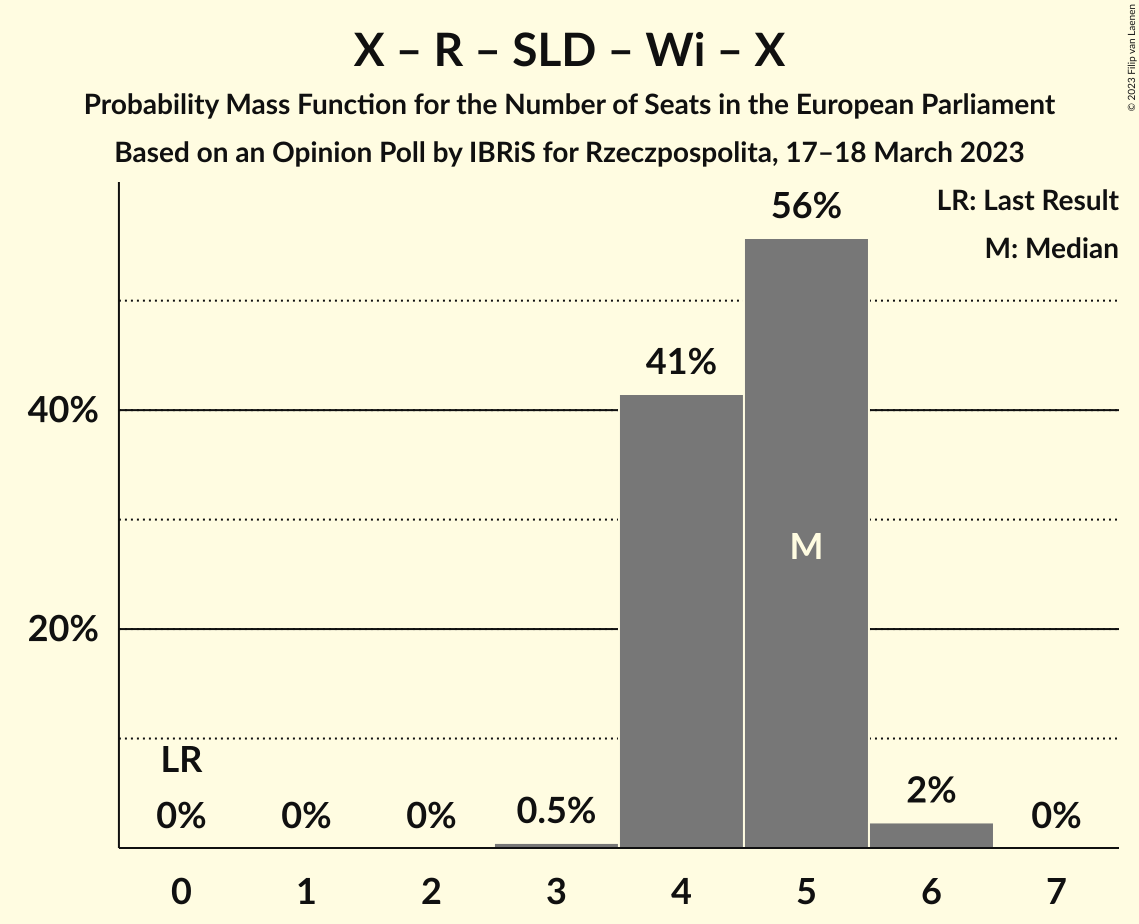 X – R – SLD – Wi – X
Probability Mass Function for the Number of Seats in the European Parliament
Based on an Opinion Poll by IBRiS for Rzeczpospolita, 17–18 March 2023
© 2023 Filip van Laenen
LR: Last Result
M: Median
56%
41%
40%
M
20%
LR
0%
0%
0%
0.5%
2%
0%
0
1
2
3
4
5
6
7